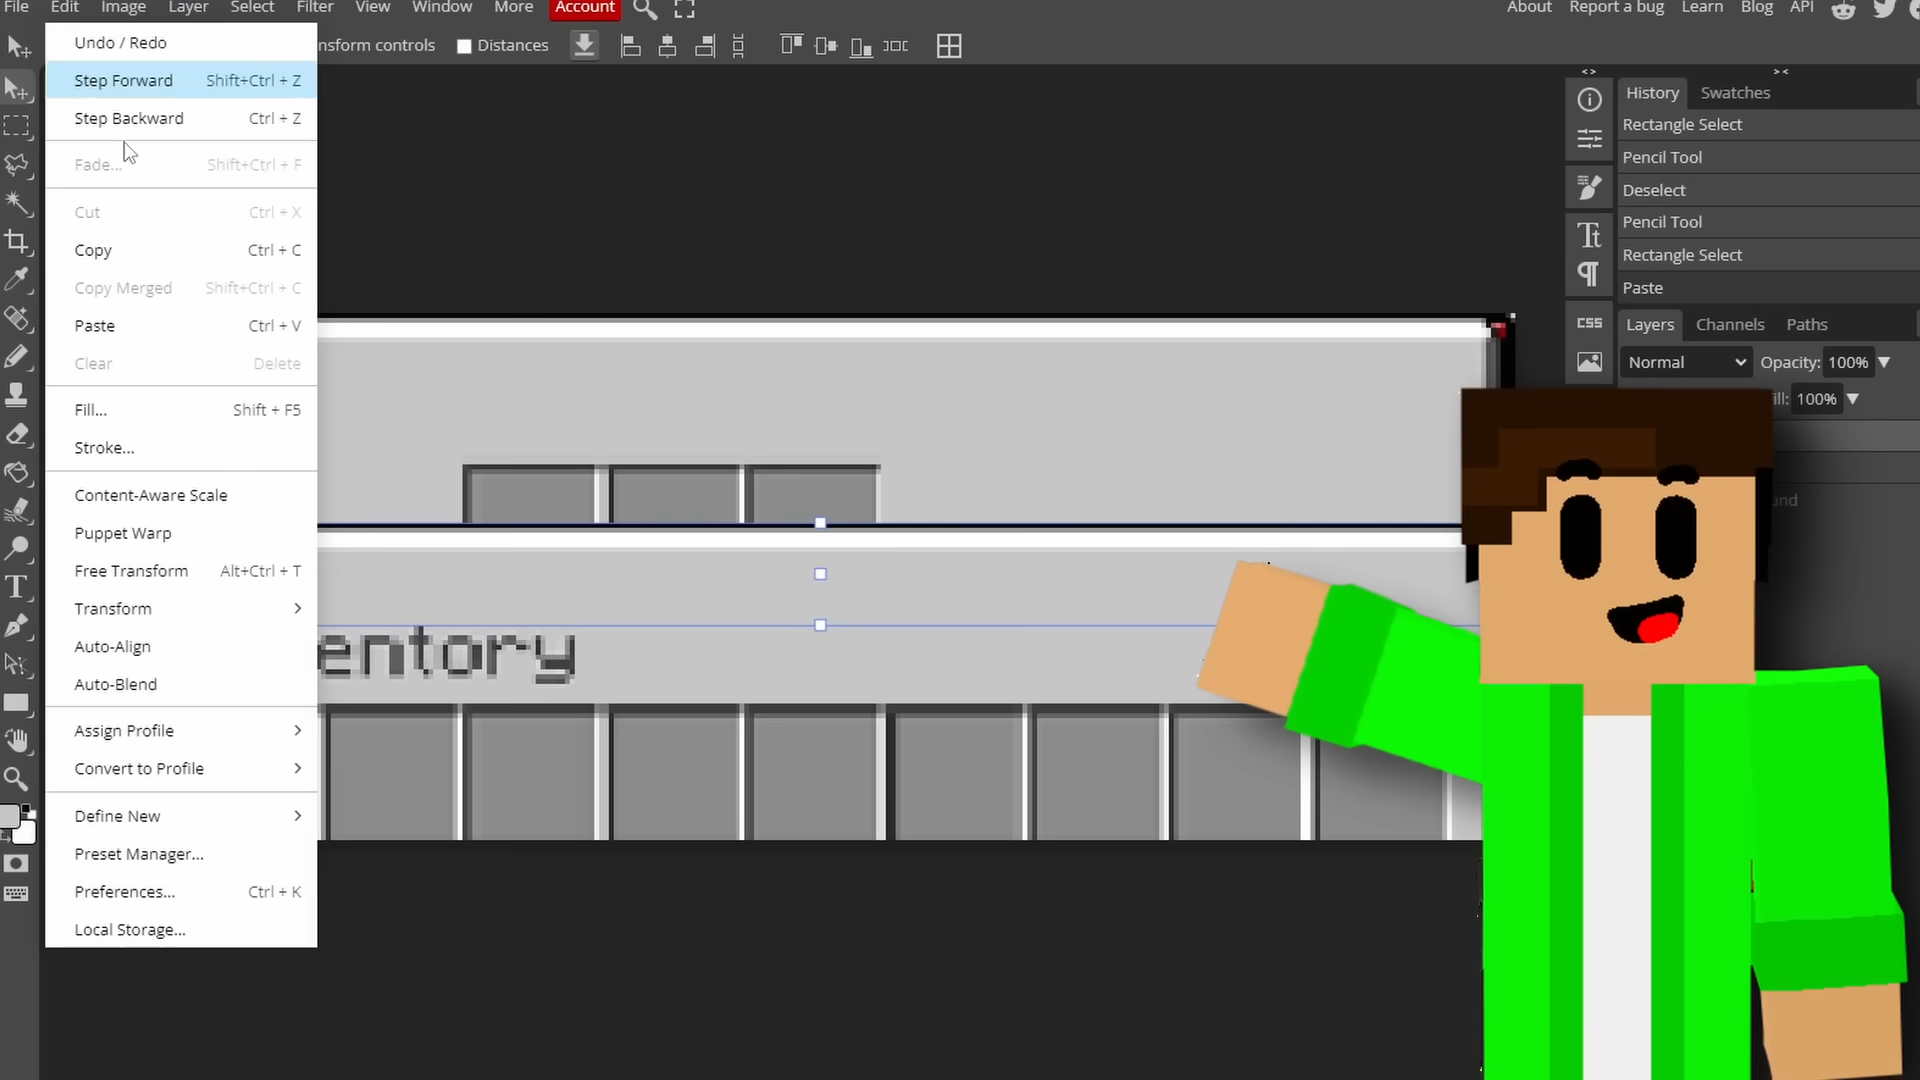 File Edit Image Layer Select Filter View Window More Account About Report a bug Learn Blog API
nsform controls Distances
Undo / Redo
Step Forward Shift+Ctrl + Z
Step Backward Ctrl + Z
Fade... Shift+Ctrl + F
Cut Ctrl + X
Copy Ctrl + C
Copy Merged Shift+Ctrl + C
Paste Ctrl + V
Clear Delete
Fill... Shift + F5
Stroke...
Content-Aware Scale
Puppet Warp
Free Transform Alt+Ctrl + T
Transform
Auto-Align
Auto-Blend
Assign Profile
Convert to Profile
Define New
Preset Manager...
Preferences... Ctrl + K
Local Storage...
entory
< >
> <
History Swatches
Rectangle Select
Pencil Tool
Deselect
Pencil Tool
Rectangle Select
Paste
CSS
Layers Channels Paths
Normal Opacity: 100%
ill: 100%
und